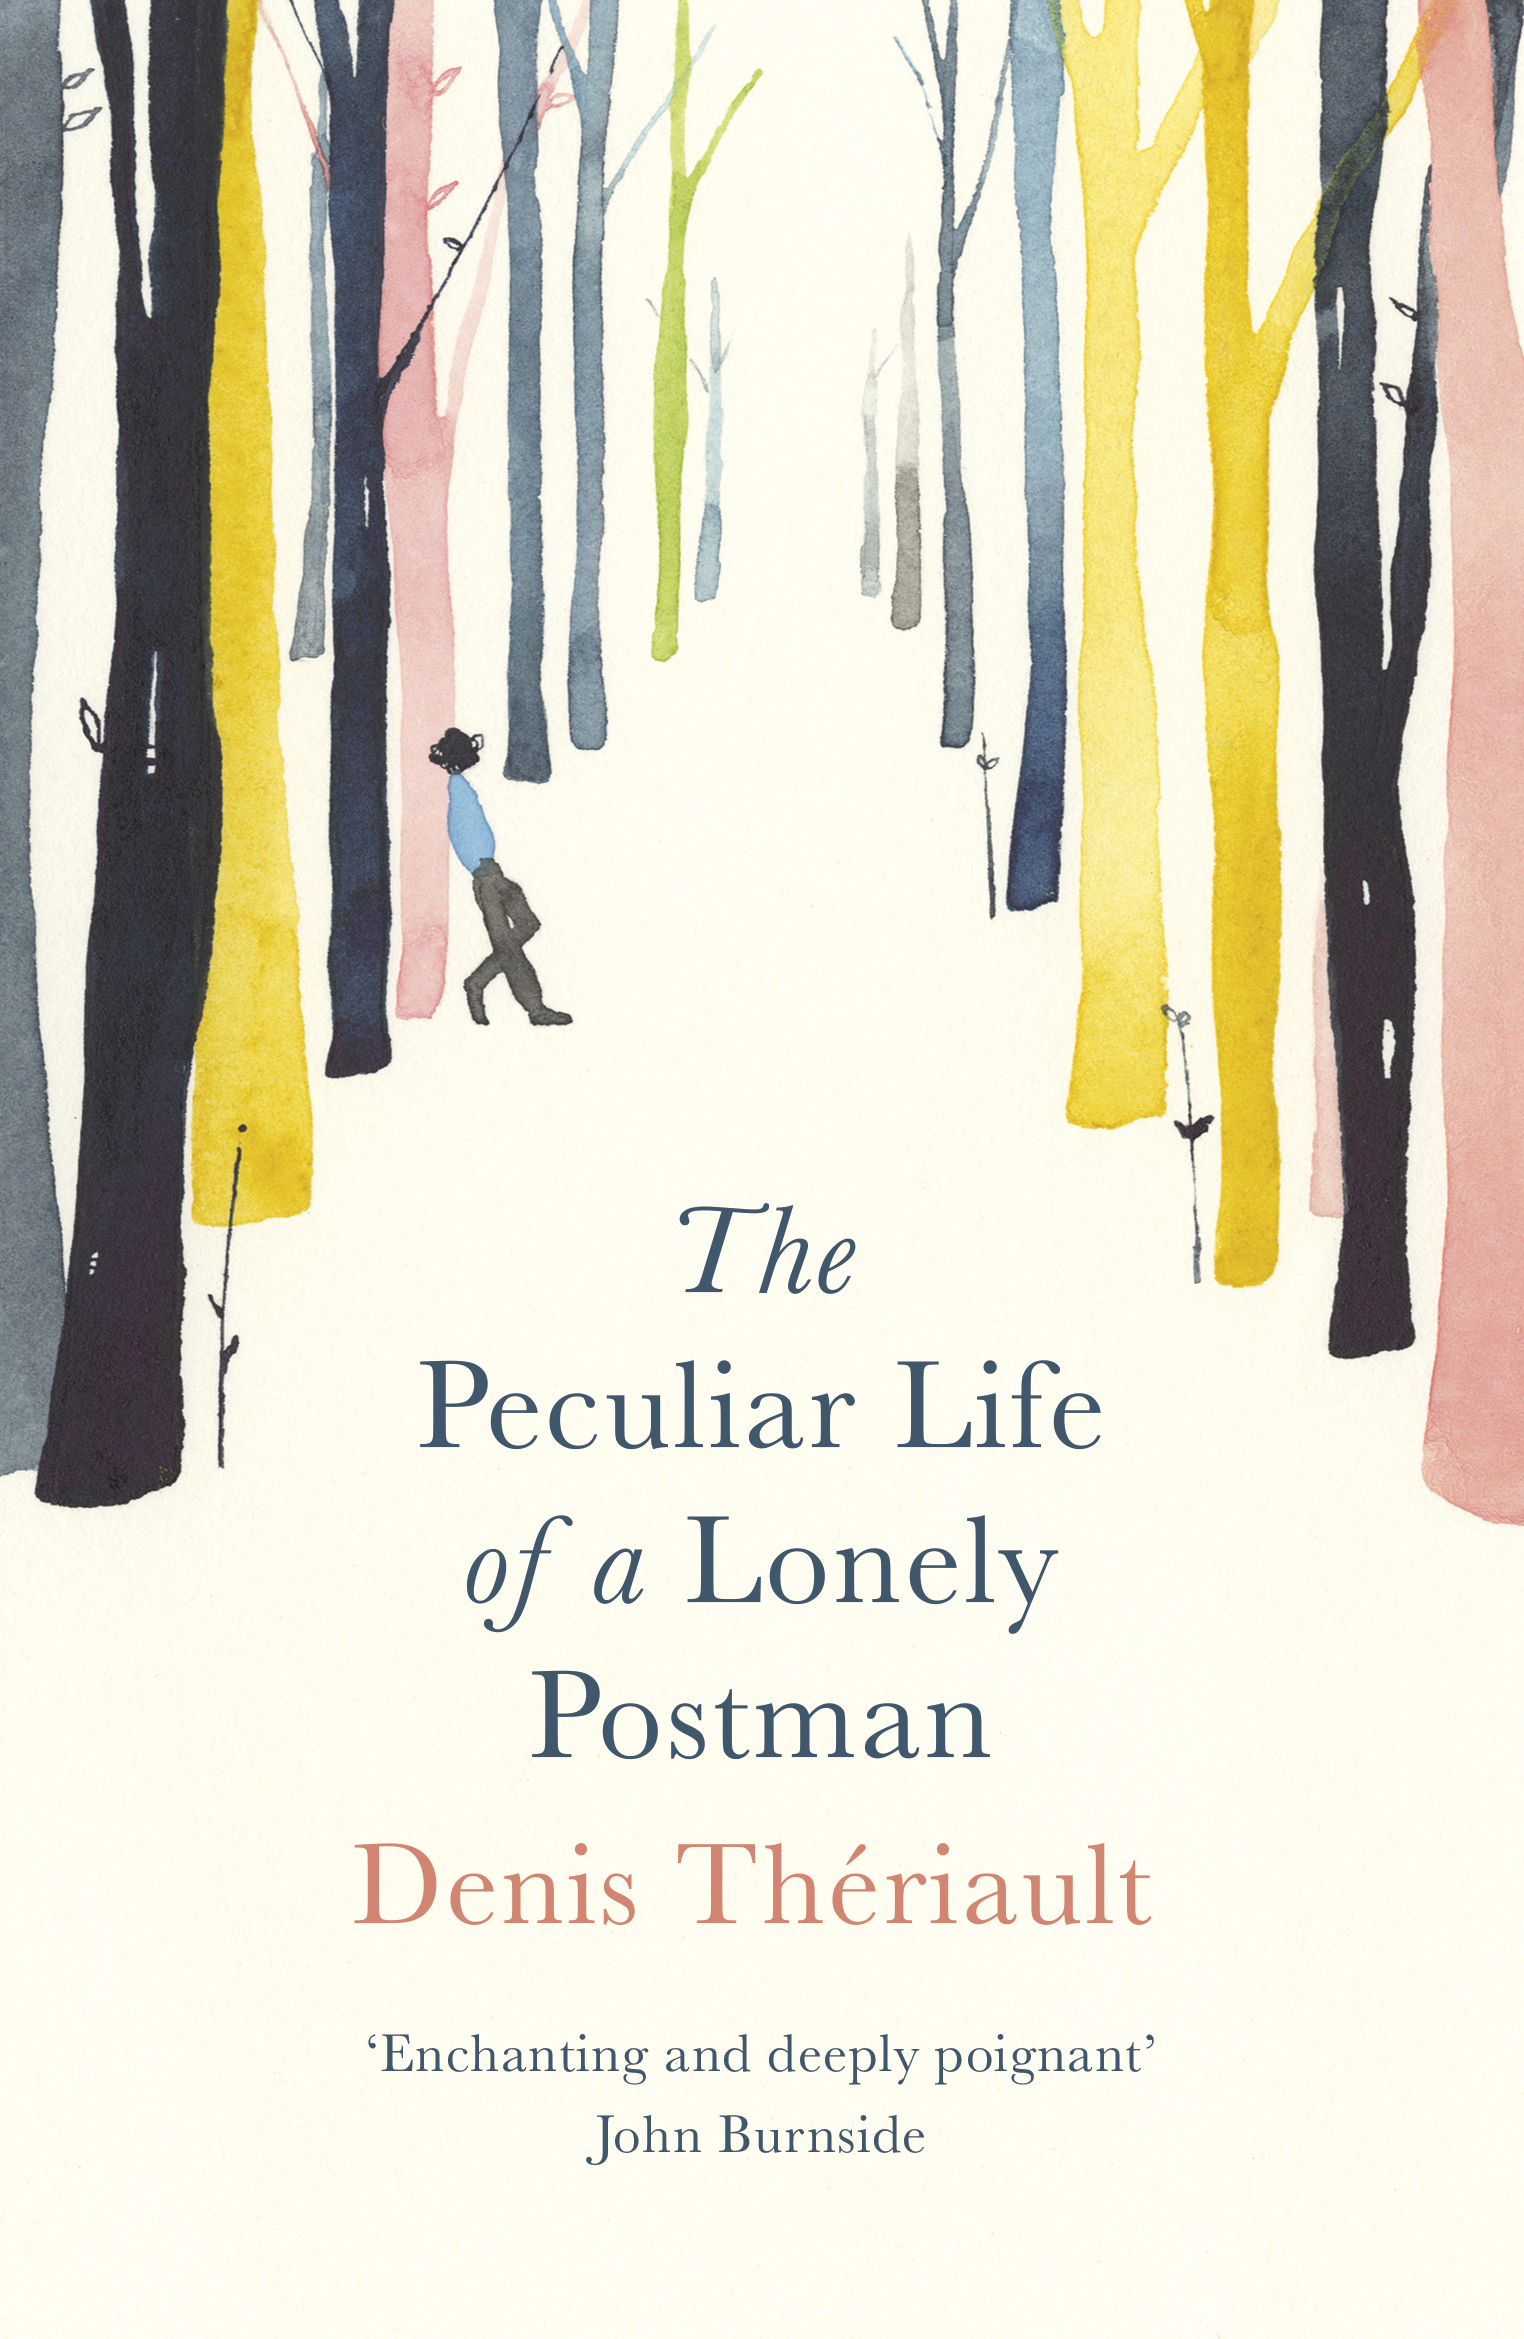 The
Peculiar Life
of a Lonely
Postman
Denis Thériault
‘Enchanting and deeply poignant’
John Burnside